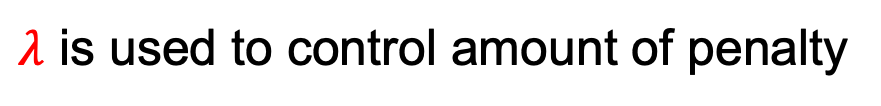 λ is used to control amount of penalty